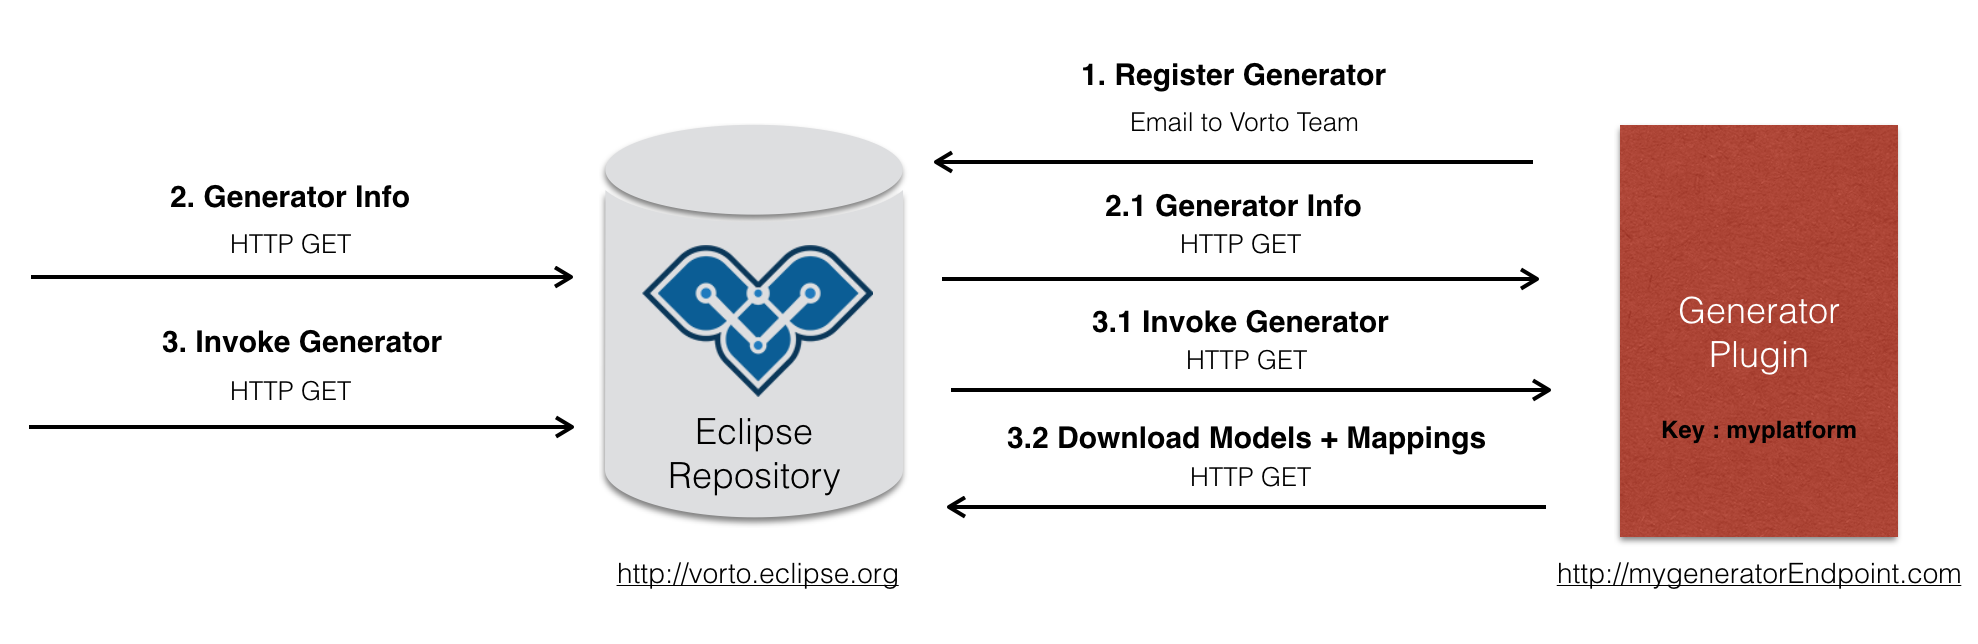 1. Register Generator
Email to Vorto Team
2. Generator Info
HTTP GET
2.1 Generator Info
HTTP GET
3. Invoke Generator
HTTP GET
3.1 Invoke Generator
HTTP GET
3.2 Download Models + Mappings
HTTP GET
Eclipse
Repository
http://vorto.eclipse.org
Generator
Plugin
Key : myplatform
http://mygeneratorEndpoint.com